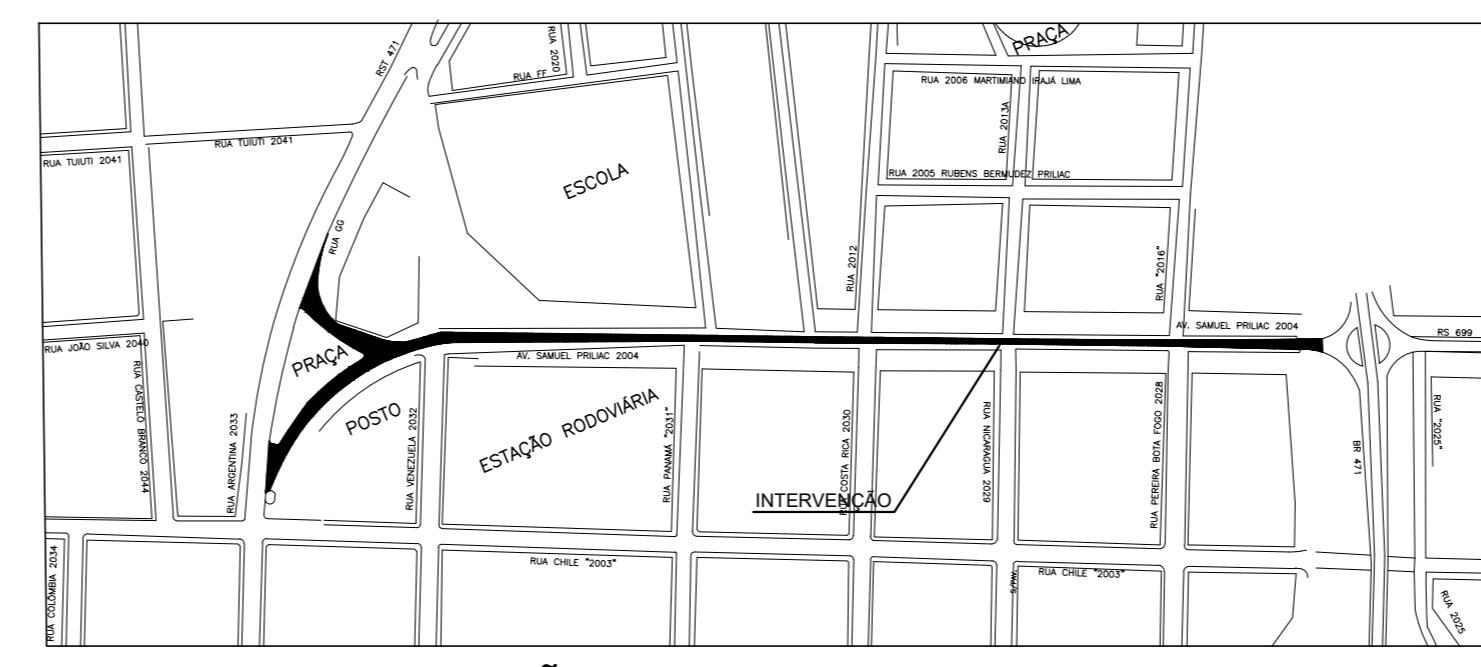 PRAÇA
RST 471
RUA 2020
RUA FF
RUA 2006 MARTIMIANO IRAJÁ LIMA
RUA 2013A
RUA TUIUTI 2041
RUA TUIUTI 2041
ESCOLA
RUA 2005 RUBENS BERMUDEZ PRILIAC
RUA GG
RUA 2012
RUA "2016"
AV. SAMUEL PRILIAC 2004
RS 699
RUA JOÃO SILVA 2040
PRAÇA
AV. SAMUEL PRILIAC 2004
RUA CASTELO BRANCO 2044
POSTO
ESTAÇÃO RODOVIÁRIA
RUA ARGENTINA 2033
RUA VENEZUELA 2032
RUA PANAMÁ "2031"
RUA COSTA RICA 2030
RUA NICARAGUA 2029
RUA PEREIRA BOTA FOGO 2028
BR 471
RUA "2025"
INTERVENÇÃO
RUA COLÔMBIA 2034
RUA CHILE "2003"
S/PAV.
RUA CHILE "2003"
RUA 2025